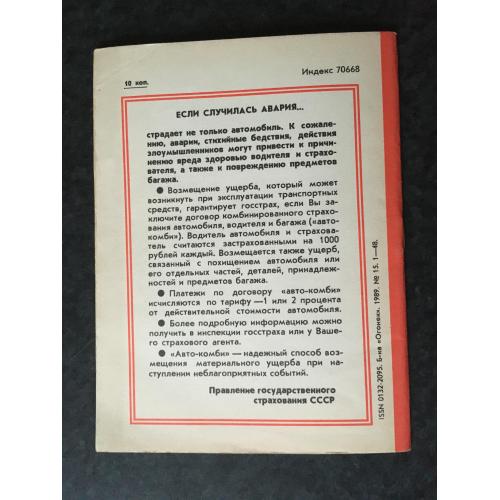 10 коп.
Индекс 70668
ЕСЛИ СЛУЧИЛАСЬ АВАРИЯ...
страдает не только автомобиль. К сожале-
нию, аварии, стихийные бедствия, действия
злоумышленников могут привести к причи-
нению вреда здоровью водителя и страхо-
вателя, а также к повреждению предметов
багажа.
● Возмещение ущерба, который может
возникнуть при эксплуатации транспортных
средств, гарантирует госстрах, если Вы за-
ключите договор комбинированного страхо-
вания автомобиля, водителя и багажа («авто-
комби»). Водитель автомобиля и страхова-
тель считаются застрахованными на 1000
рублей каждый. Возмещается также ущерб,
связанный с похищением автомобиля или
его отдельных частей, деталей, принадлеж-
ностей и предметов багажа.
● Платежи по договору «авто-комби»
исчисляются по тарифу —1 или 2 процента
от действительной стоимости автомобиля.
● Более подробную информацию можно
получить в инспекции госстраха или у Ваше-
го страхового агента.
● «Авто-комби» — надежный способ воз-
мещения материального ущерба при на-
ступлении неблагоприятных событий.
Правление государственного
страхования СССР
ISSN 0132-2095. Б-ка «Огонек». 1989. № 15. 1—48.